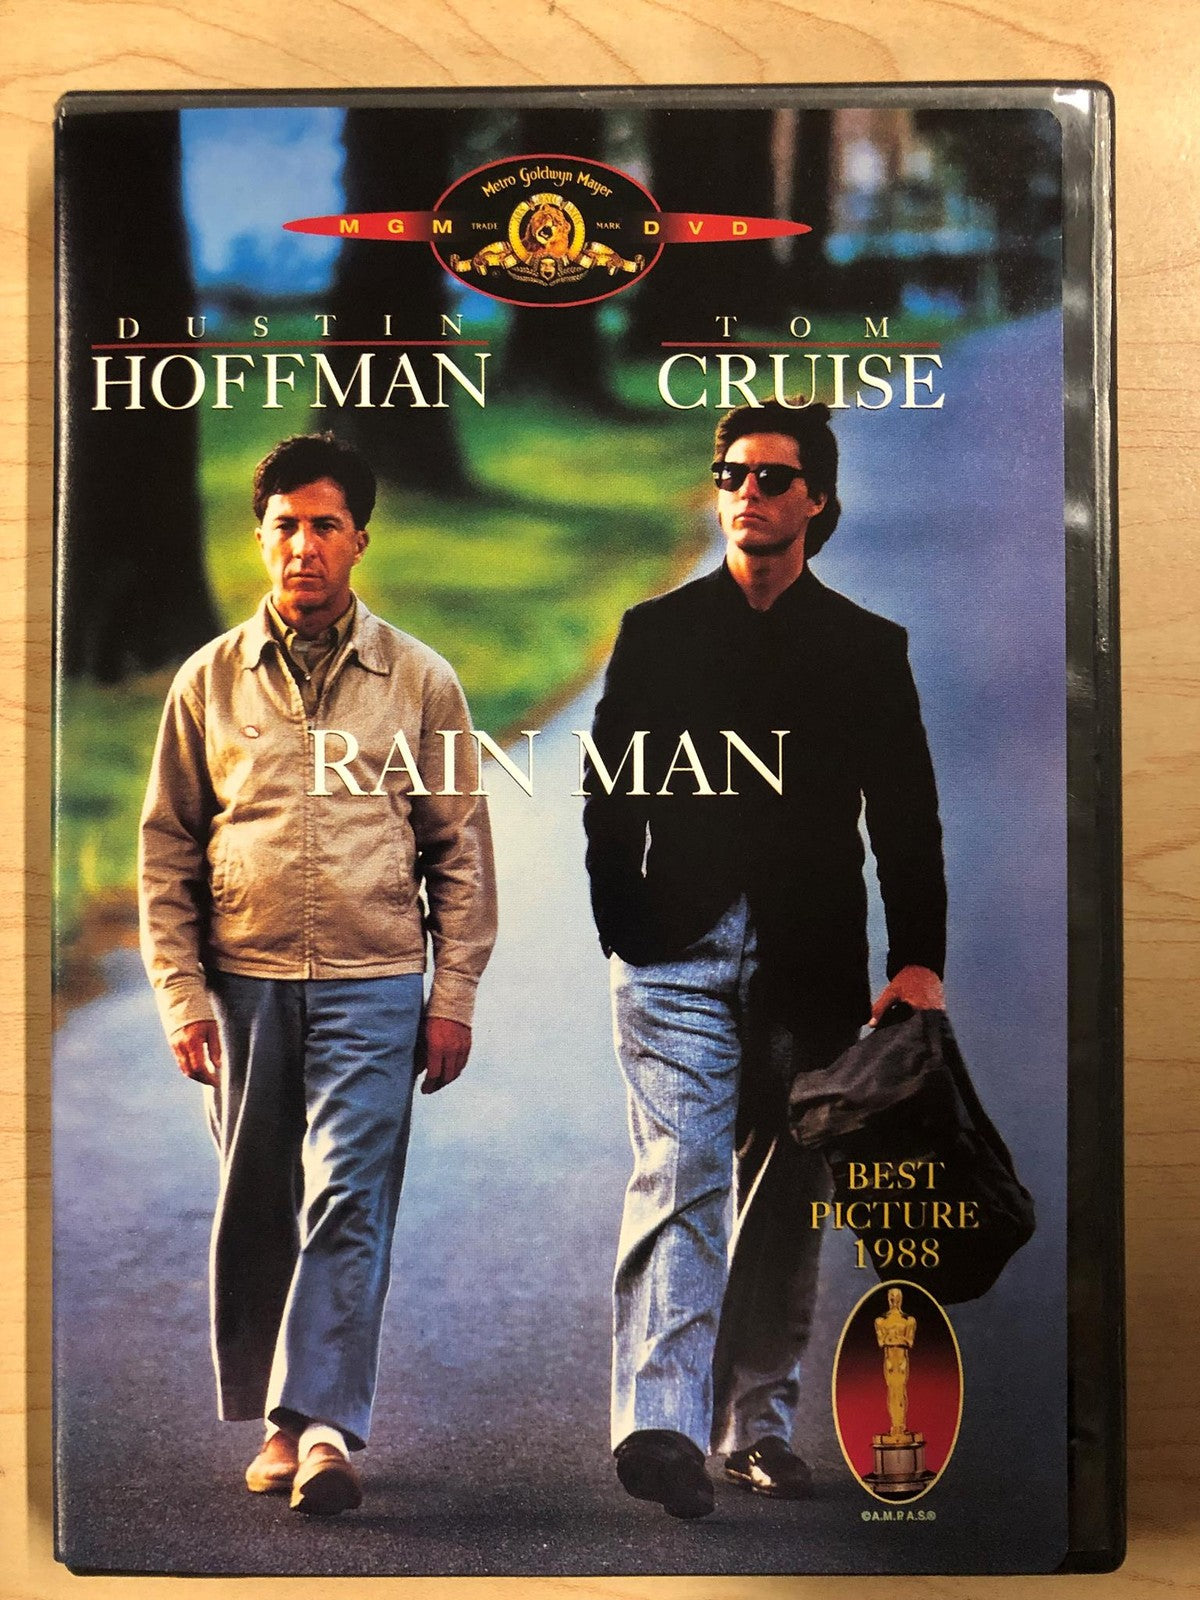 Metro Goldwyn Mayer
MGM TRADE MARK DVD
DUSTIN
HOFFMAN
TOM
CRUISE
RAIN MAN
BEST
PICTURE
1988
©A.M.P.A.S.®